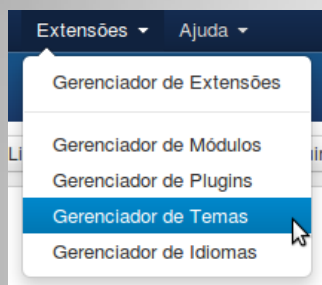 Extensões Ajuda
Gerenciador de Extensões
Gerenciador de Módulos
Gerenciador de Plugins
Gerenciador de Temas
Gerenciador de Idiomas